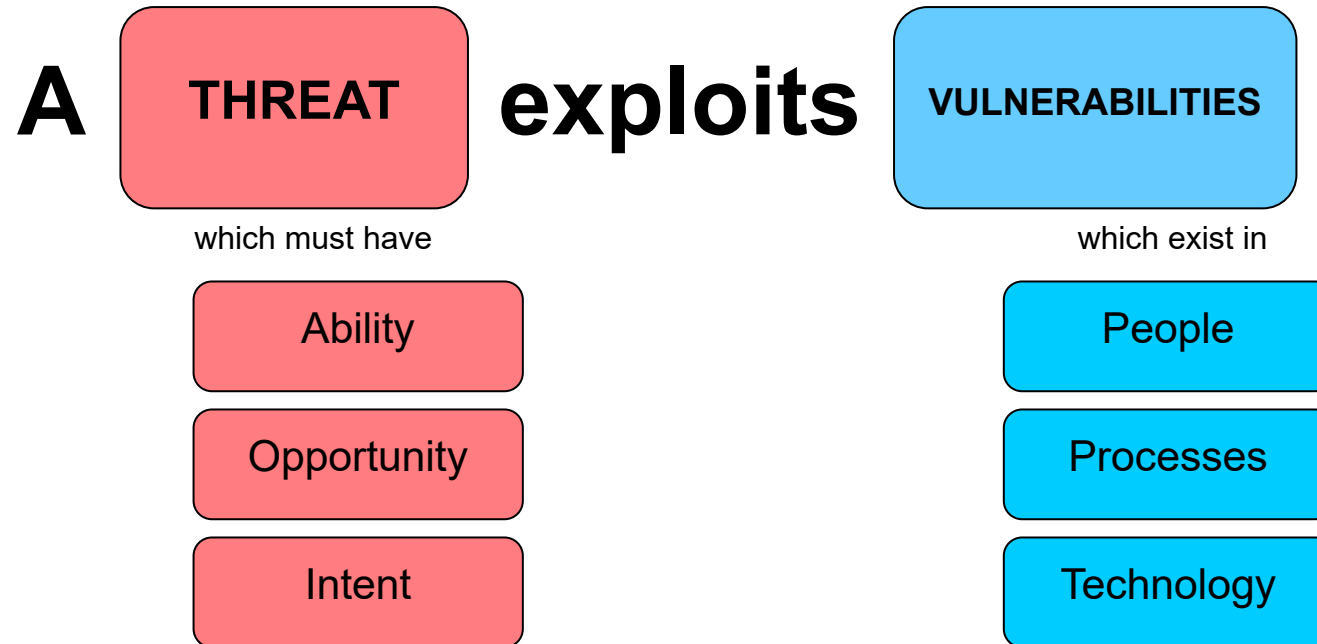 A THREAT exploits VULNERABILITIES
which must have
Ability
Opportunity
Intent
which exist in
People
Processes
Technology